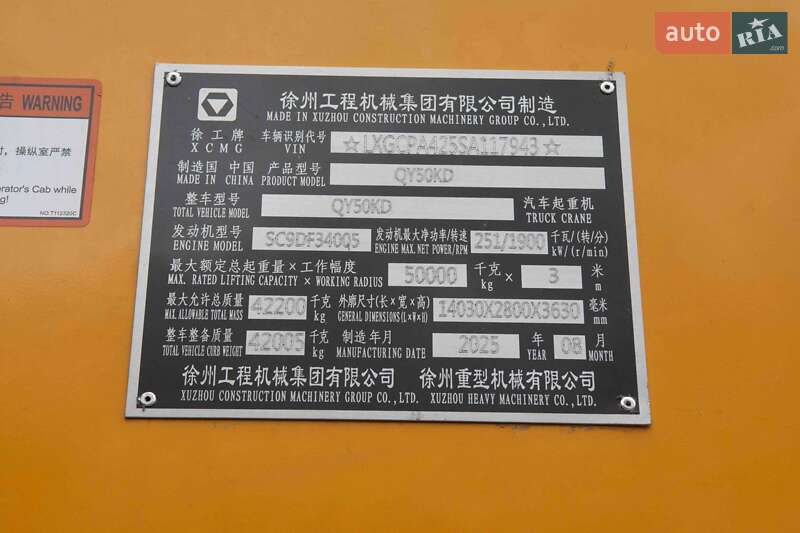 auto RIA .com
告 WARNING
时，操纵室严禁
erator's Cab while
g!
NO.T112320C
徐州工程机械集团有限公司制造
MADE IN XUZHOU CONSTRUCTION MACHINERY GROUP CO.,LTD.
徐工牌 车辆识别代号
XCMG VIN ☆LXGCPA425SA117943☆
制造国 中国 产品型号
MADE IN CHINA PRODUCT MODEL QY50KD
整车型号 汽车起重机
TOTAL VEHICLE MODEL QY50KD TRUCK CRANE
发动机型号 发动机最大净功率/转速 千瓦/(转/分)
ENGINE MODEL SC9DF340Q5 ENGINE MAX. NET POWER/RPM 251/1900 kW/(r/min)
最大额定总起重量×工作幅度 千克 米
MAX. RATED LIFTING CAPACITY × WORKING RADIUS 50000 kg × 3 m
最大允许总质量 千克 外廓尺寸(长×宽×高) 毫米
MAX. ALLOWABLE TOTAL MASS 42200 kg GENERAL DIMENSIONS(L×W×H) 14030X2800X3630 mm
整车整备质量 千克 制造年月 年 月
TOTAL VEHICLE CURB WEIGHT 42005 kg MANUFACTURING DATE 2025 YEAR 08 MONTH
徐州工程机械集团有限公司 徐州重型机械有限公司
XUZHOU CONSTRUCTION MACHINERY GROUP CO.,LTD. XUZHOU HEAVY MACHINERY CO.,LTD.